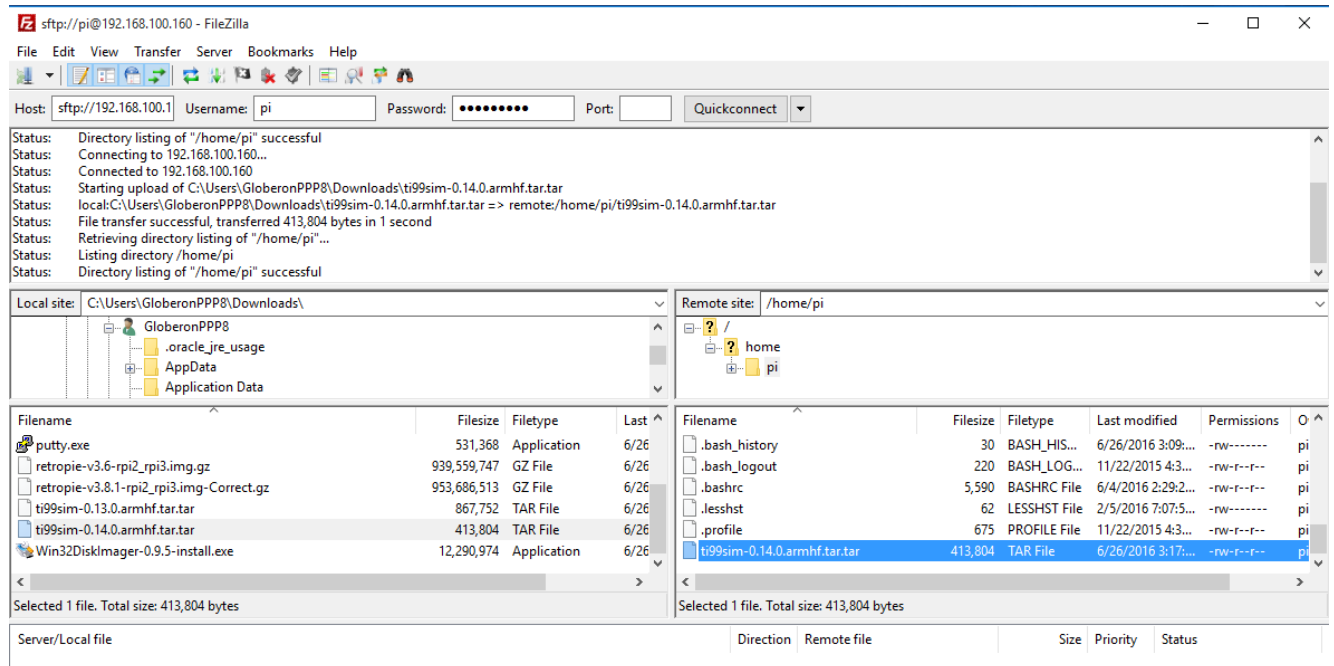 sftp://pi@192.168.100.160 - FileZilla
File Edit View Transfer Server Bookmarks Help
Host: sftp://192.168.100.1 Username: pi Password: ●●●●●●●●● Port: Quickconnect
Status: Directory listing of "/home/pi" successful
Status: Connecting to 192.168.100.160...
Status: Connected to 192.168.100.160
Status: Starting upload of C:\Users\GloberonPPP8\Downloads\ti99sim-0.14.0.armhf.tar.tar
Status: local:C:\Users\GloberonPPP8\Downloads\ti99sim-0.14.0.armhf.tar.tar => remote:/home/pi/ti99sim-0.14.0.armhf.tar.tar
Status: File transfer successful, transferred 413,804 bytes in 1 second
Status: Retrieving directory listing of "/home/pi"...
Status: Listing directory /home/pi
Status: Directory listing of "/home/pi" successful
Local site: C:\Users\GloberonPPP8\Downloads\
GloberonPPP8
.oracle_jre_usage
AppData
Application Data
Remote site: /home/pi
? /
? home
pi
Filename Filesize Filetype Last
putty.exe 531,368 Application 6/26
retropie-v3.6-rpi2_rpi3.img.gz 939,559,747 GZ File 6/26
retropie-v3.8.1-rpi2_rpi3.img-Correct.gz 953,686,513 GZ File 6/26
ti99sim-0.13.0.armhf.tar.tar 867,752 TAR File 6/26
ti99sim-0.14.0.armhf.tar.tar 413,804 TAR File 6/26
Win32DiskImager-0.9.5-install.exe 12,290,974 Application 6/26
Selected 1 file. Total size: 413,804 bytes
Filename Filesize Filetype Last modified Permissions O
.bash_history 30 BASH_HIS... 6/26/2016 3:09:... -rw------- pi
.bash_logout 220 BASH_LOG... 11/22/2015 4:3... -rw-r--r-- pi
.bashrc 5,590 BASHRC File 6/4/2016 2:29:2... -rw-r--r-- pi
.lesshst 62 LESSHST File 2/5/2016 7:07:5... -rw------- pi
.profile 675 PROFILE File 11/22/2015 4:3... -rw-r--r-- pi
ti99sim-0.14.0.armhf.tar.tar 413,804 TAR File 6/26/2016 3:17:... -rw-r--r-- pi
Selected 1 file. Total size: 413,804 bytes
Server/Local file Direction Remote file Size Priority Status